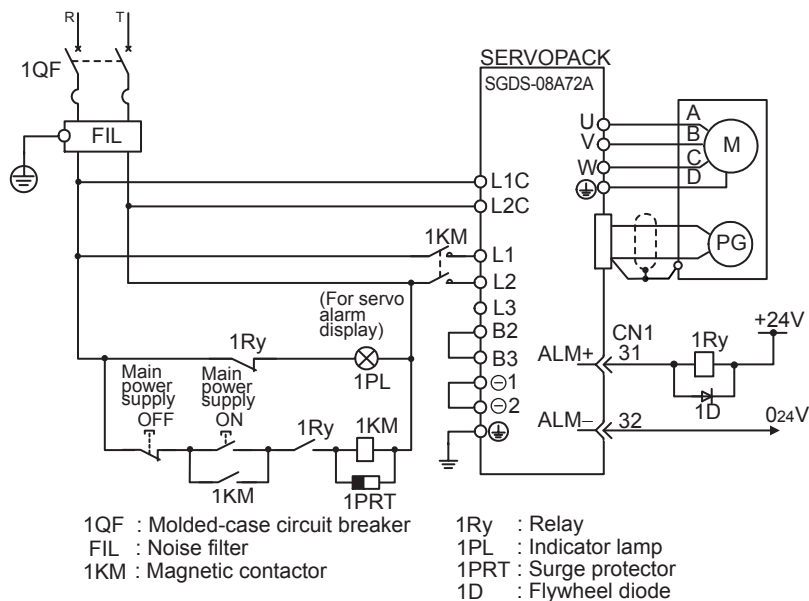 R
T
1QF
FIL
SERVOPACK
SGDS-08A72A
U
V
W
A
B
C
D
M
PG
L1C
L2C
1KM
L1
L2
L3
B2
B3
⊖1
⊖2
(For servo
alarm
display)
1Ry
1PL
Main
power
supply
OFF
Main
power
supply
ON
1Ry
1KM
1KM
1PRT
CN1
ALM+
31
1Ry
+24V
1D
ALM−
32
024V
1QF : Molded-case circuit breaker
FIL : Noise filter
1KM : Magnetic contactor
1Ry : Relay
1PL : Indicator lamp
1PRT : Surge protector
1D : Flywheel diode